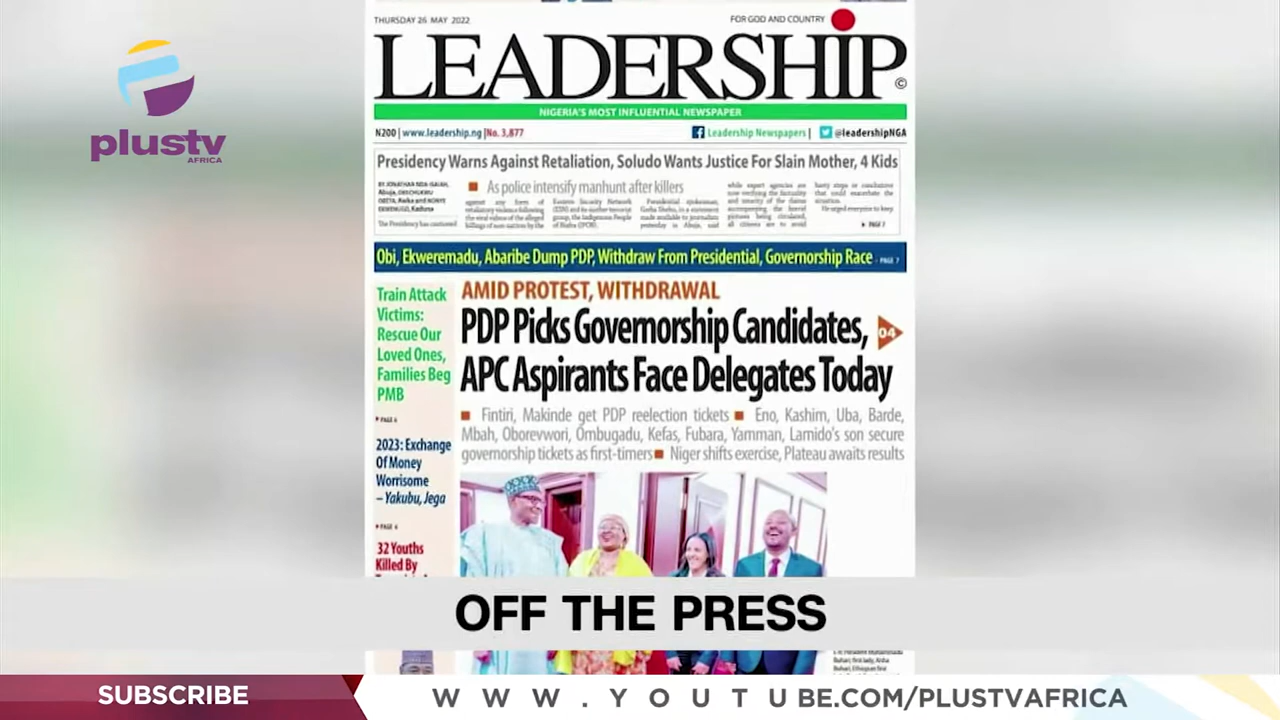 THURSDAY 26 MAY 2022
FOR GOD AND COUNTRY
LEADERSHIP
NIGERIA'S MOST INFLUENTIAL NEWSPAPER
N200 | www.leadership.ng |No. 3,877
Leadership Newspapers | @leadershipNGA
plustv
AFRICA
Presidency Warns Against Retaliation, Soludo Wants Justice For Slain Mother, 4 Kids
As police intensify manhunt after killers
Obi, Ekweremadu, Abaribe Dump PDP, Withdraw From Presidential, Governorship Race - PAGE 7
Train Attack
Victims:
Rescue Our
Loved Ones,
Families Beg
PMB
2023: Exchange
Of Money
Worrisome
– Yakubu, Jega
PAGE 4
32 Youths
Killed By
AMID PROTEST, WITHDRAWAL
PDP Picks Governorship Candidates,
04
APC Aspirants Face Delegates Today
Fintiri, Makinde get PDP reelection tickets Eno, Kashim, Uba, Barde,
Mbah, Oborevwori, Ombugadu, Kefas, Fubara, Yamman, Lamido's son secure
governorship tickets as first-timers Niger shifts exercise, Plateau awaits results
OFF THE PRESS
SUBSCRIBE
WWW.YOUTUBE.COM/PLUSTVAFRICA